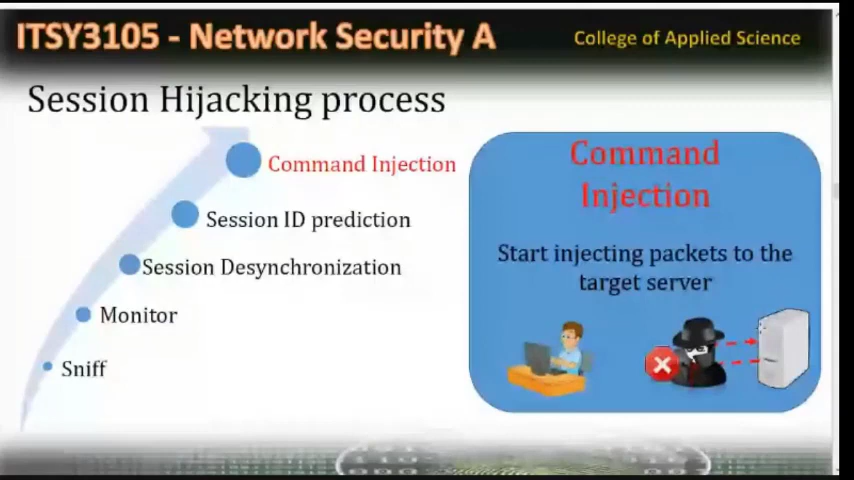 ITSY3105 - Network Security A
College of Applied Science
Session Hijacking process
Command Injection
Session ID prediction
Session Desynchronization
Monitor
Sniff
Command
Injection
Start injecting packets to the
target server